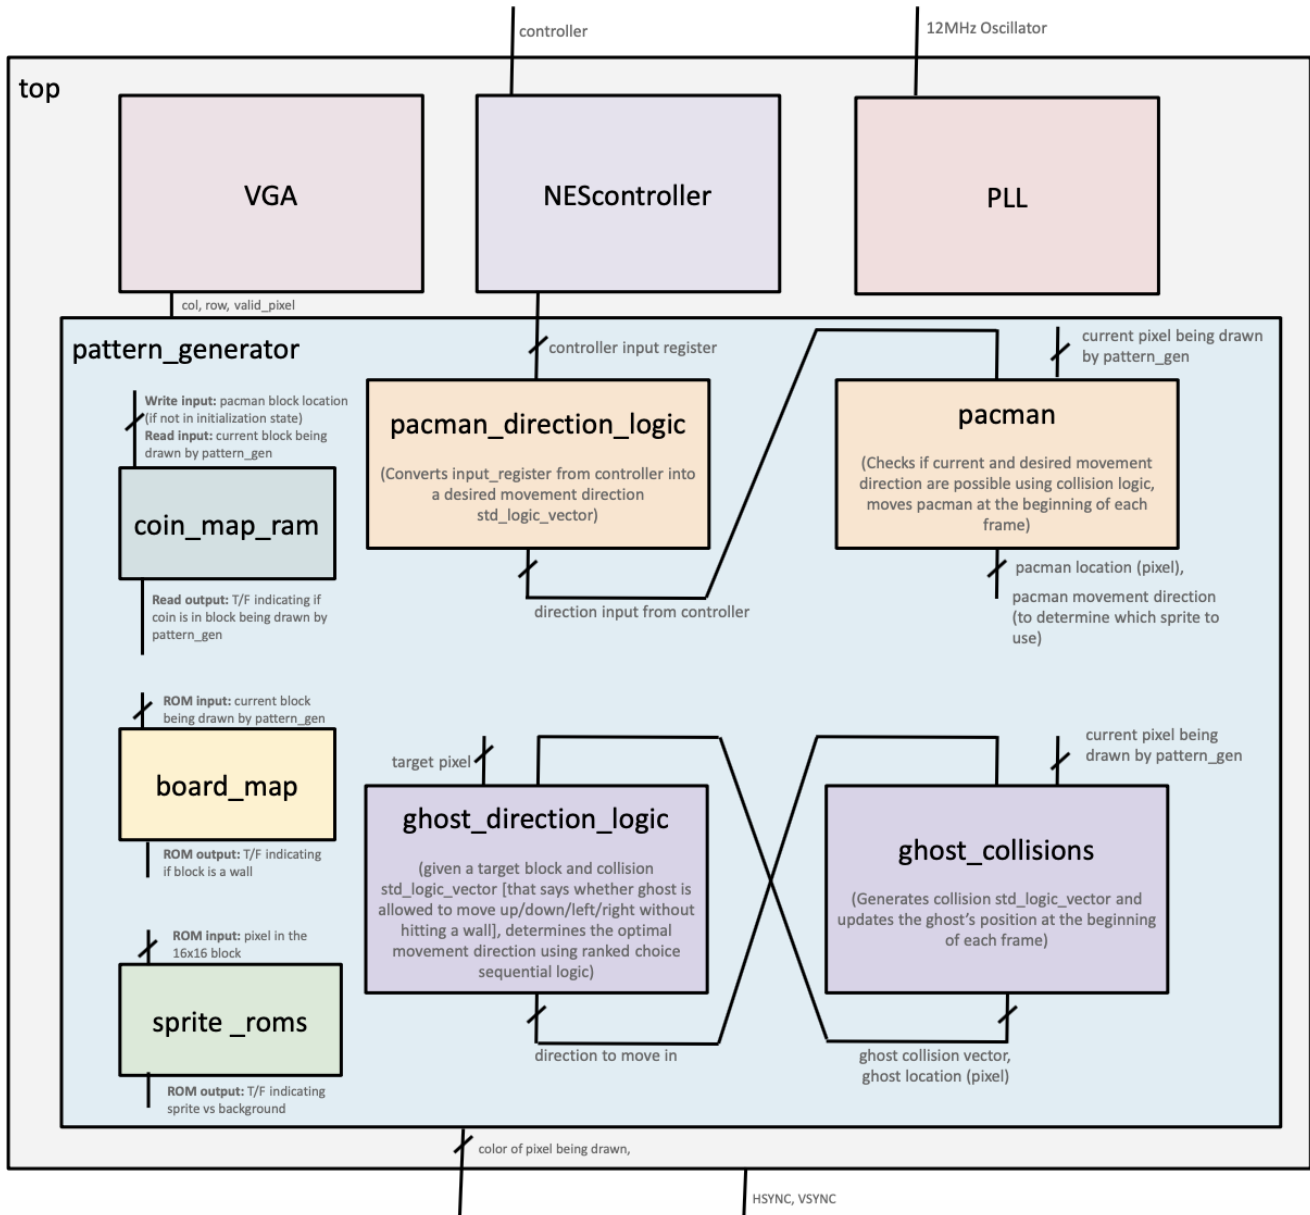 controller
12MHz Oscillator
top
VGA
NEScontroller
PLL
col, row, valid_pixel
pattern_generator
controller input register
current pixel being drawn
by pattern_gen
Write input: pacman block location
(if not in initialization state)
Read input: current block being
drawn by pattern_gen
pacman_direction_logic
(Converts input_register from controller into
a desired movement direction
std_logic_vector)
pacman
(Checks if current and desired movement
direction are possible using collision logic,
moves pacman at the beginning of each
frame)
coin_map_ram
Read output: T/F indicating if
coin is in block being drawn by
pattern_gen
direction input from controller
pacman location (pixel),
pacman movement direction
(to determine which sprite to
use)
ROM input: current block
being drawn by pattern_gen
board_map
ROM output: T/F indicating
if block is a wall
target pixel
current pixel being
drawn by pattern_gen
ghost_direction_logic
(given a target block and collision
std_logic_vector [that says whether ghost is
allowed to move up/down/left/right without
hitting a wall], determines the optimal
movement direction using ranked choice
sequential logic)
ghost_collisions
(Generates collision std_logic_vector and
updates the ghost's position at the beginning
of each frame)
ROM input: pixel in the
16x16 block
sprite _roms
ROM output: T/F indicating
sprite vs background
direction to move in
ghost collision vector,
ghost location (pixel)
color of pixel being drawn,
HSYNC, VSYNC